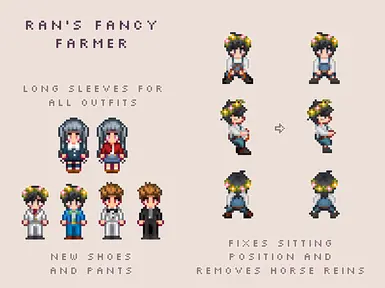 RAN'S FANCY
FARMER
LONG SLEEVES FOR
ALL OUTFITS
NEW SHOES
AND PANTS
FIXES SITTING
POSITION AND
REMOVES HORSE REINS